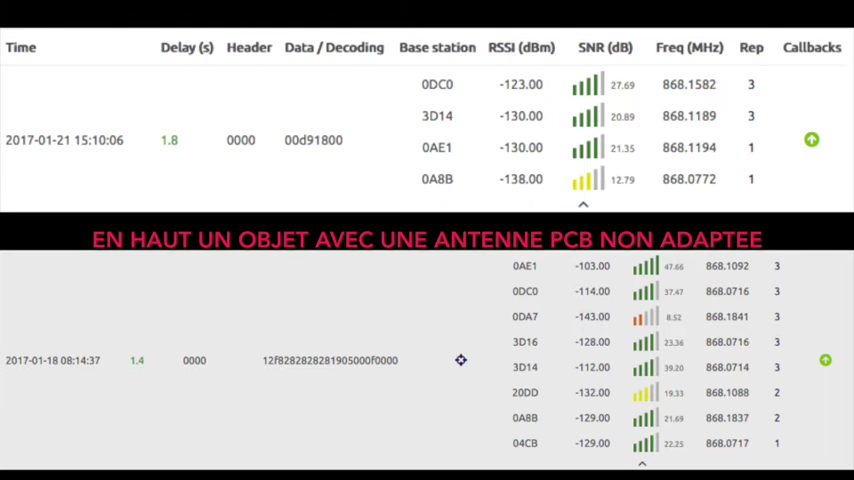 Time Delay (s) Header Data / Decoding Base station RSSI (dBm) SNR (dB) Freq (MHz) Rep Callbacks
0DC0 -123.00 27.69 868.1582 3
3D14 -130.00 20.89 868.1189 3
2017-01-21 15:10:06 1.8 0000 00d91800
0AE1 -130.00 21.35 868.1194 1
0A8B -138.00 12.79 868.0772 1
EN HAUT UN OBJET AVEC UNE ANTENNE PCB NON ADAPTEE
0AE1 -103.00 47.66 868.1092 3
0DC0 -114.00 37.47 868.0716 3
0DA7 -143.00 8.52 868.1841 3
3D16 -128.00 23.36 868.0716 3
2017-01-18 08:14:37 1.4 0000 12f8282828281905000f0000
3D14 -112.00 39.20 868.0714 3
20DD -132.00 19.33 868.1088 2
0A8B -129.00 21.69 868.1837 2
04CB -129.00 22.25 868.0717 1